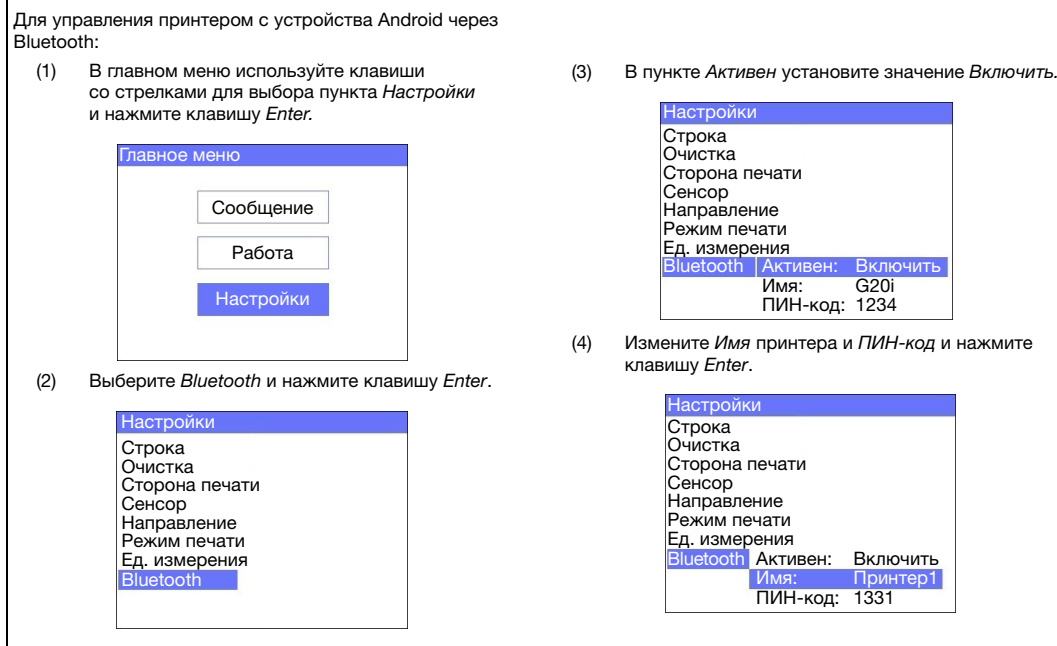 Для управления принтером с устройства Android через
Bluetooth:
(1) В главном меню используйте клавиши
со стрелками для выбора пункта Настройки
и нажмите клавишу Enter.
Главное меню
Сообщение
Работа
Настройки
(2) Выберите Bluetooth и нажмите клавишу Enter.
Настройки
Строка
Очистка
Сторона печати
Сенсор
Направление
Режим печати
Ед. измерения
Bluetooth
(3) В пункте Активен установите значение Включить.
Настройки
Строка
Очистка
Сторона печати
Сенсор
Направление
Режим печати
Ед. измерения
Bluetooth Активен: Включить
Имя: G20i
ПИН-код: 1234
(4) Измените Имя принтера и ПИН-код и нажмите
клавишу Enter.
Настройки
Строка
Очистка
Сторона печати
Сенсор
Направление
Режим печати
Ед. измерения
Bluetooth Активен: Включить
Имя: Принтер1
ПИН-код: 1331